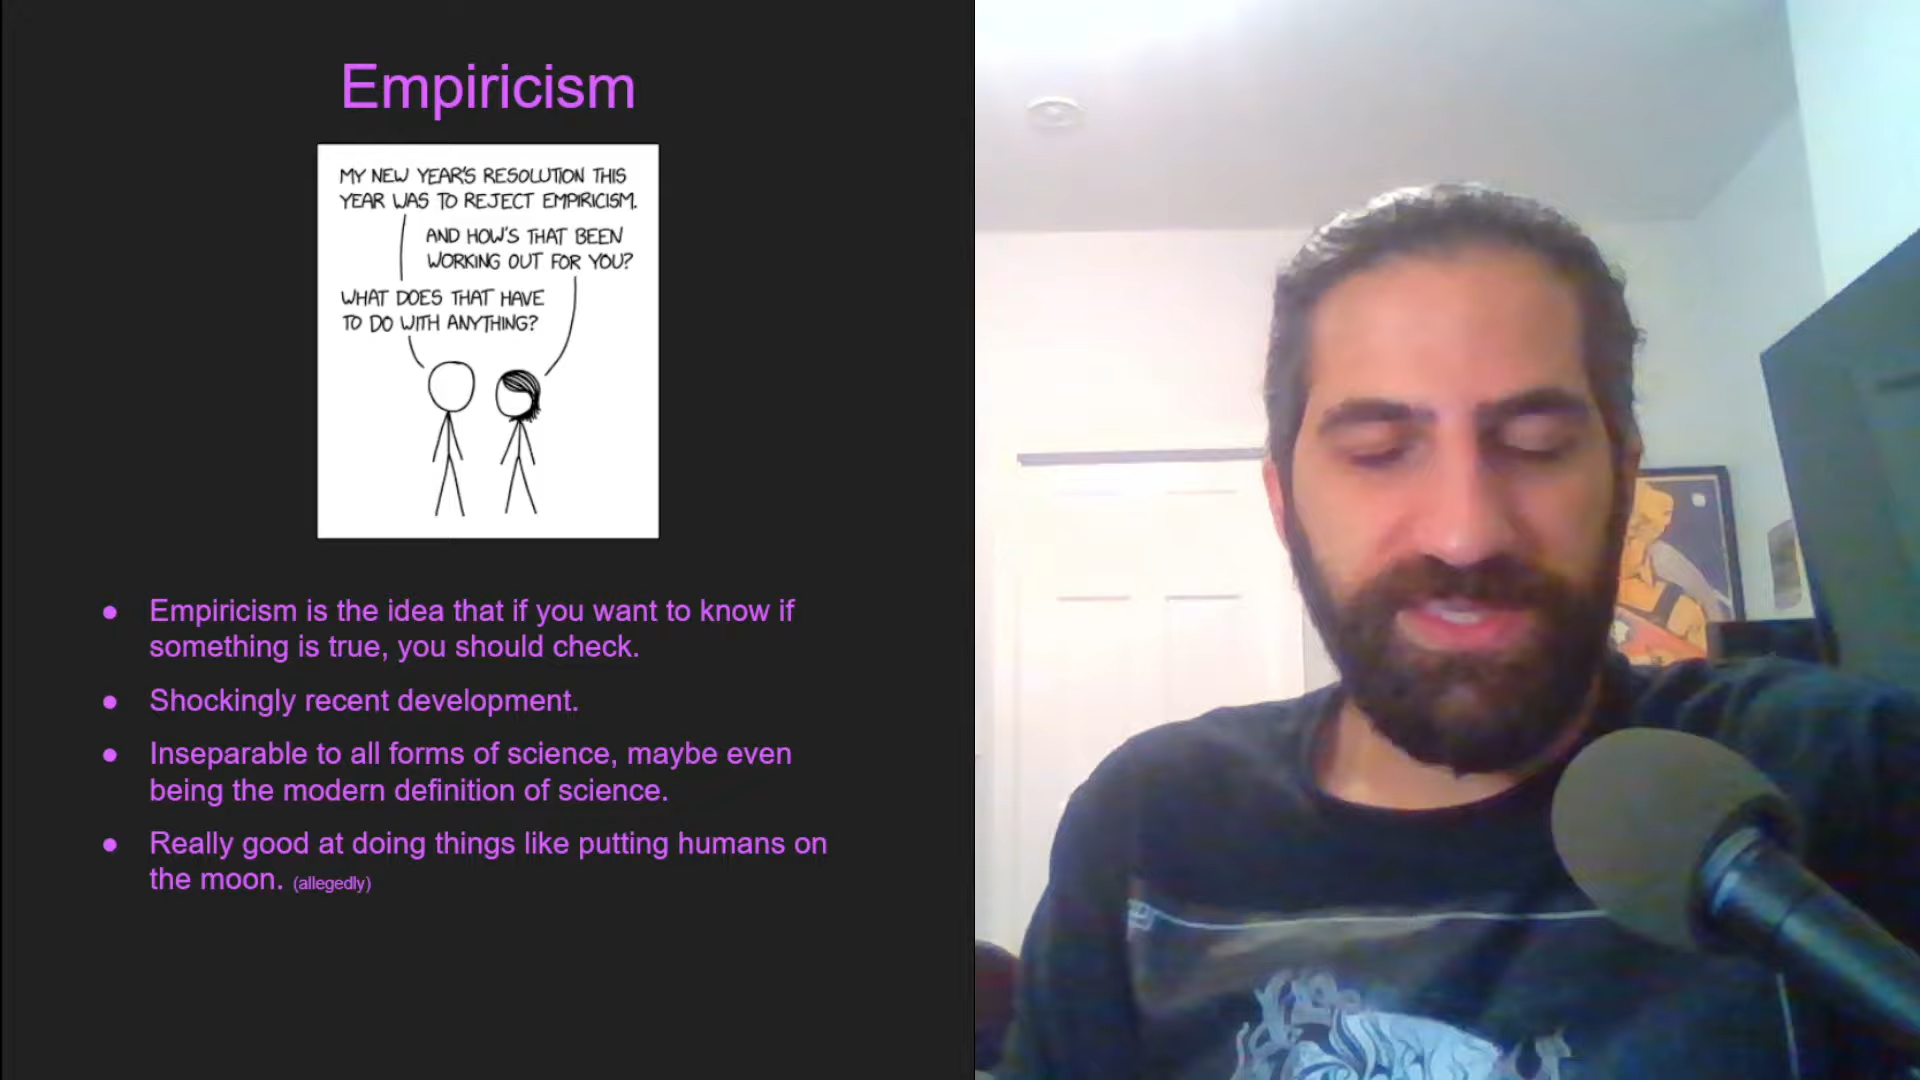 Empiricism
MY NEW YEAR'S RESOLUTION THIS
YEAR WAS TO REJECT EMPIRICISM.
AND HOW'S THAT BEEN
WORKING OUT FOR YOU?
WHAT DOES THAT HAVE
TO DO WITH ANYTHING?
● Empiricism is the idea that if you want to know if
something is true, you should check.
● Shockingly recent development.
● Inseparable to all forms of science, maybe even
being the modern definition of science.
● Really good at doing things like putting humans on
the moon. (allegedly)